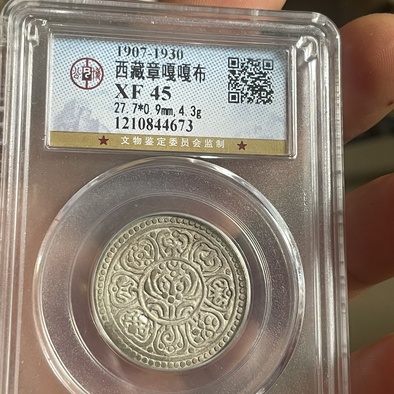 1907-1930
西藏章嘎嘎布
XF 45
27.7*0.9mm,4.3g
1210844673
★ 文物鉴定委员会监制 ★